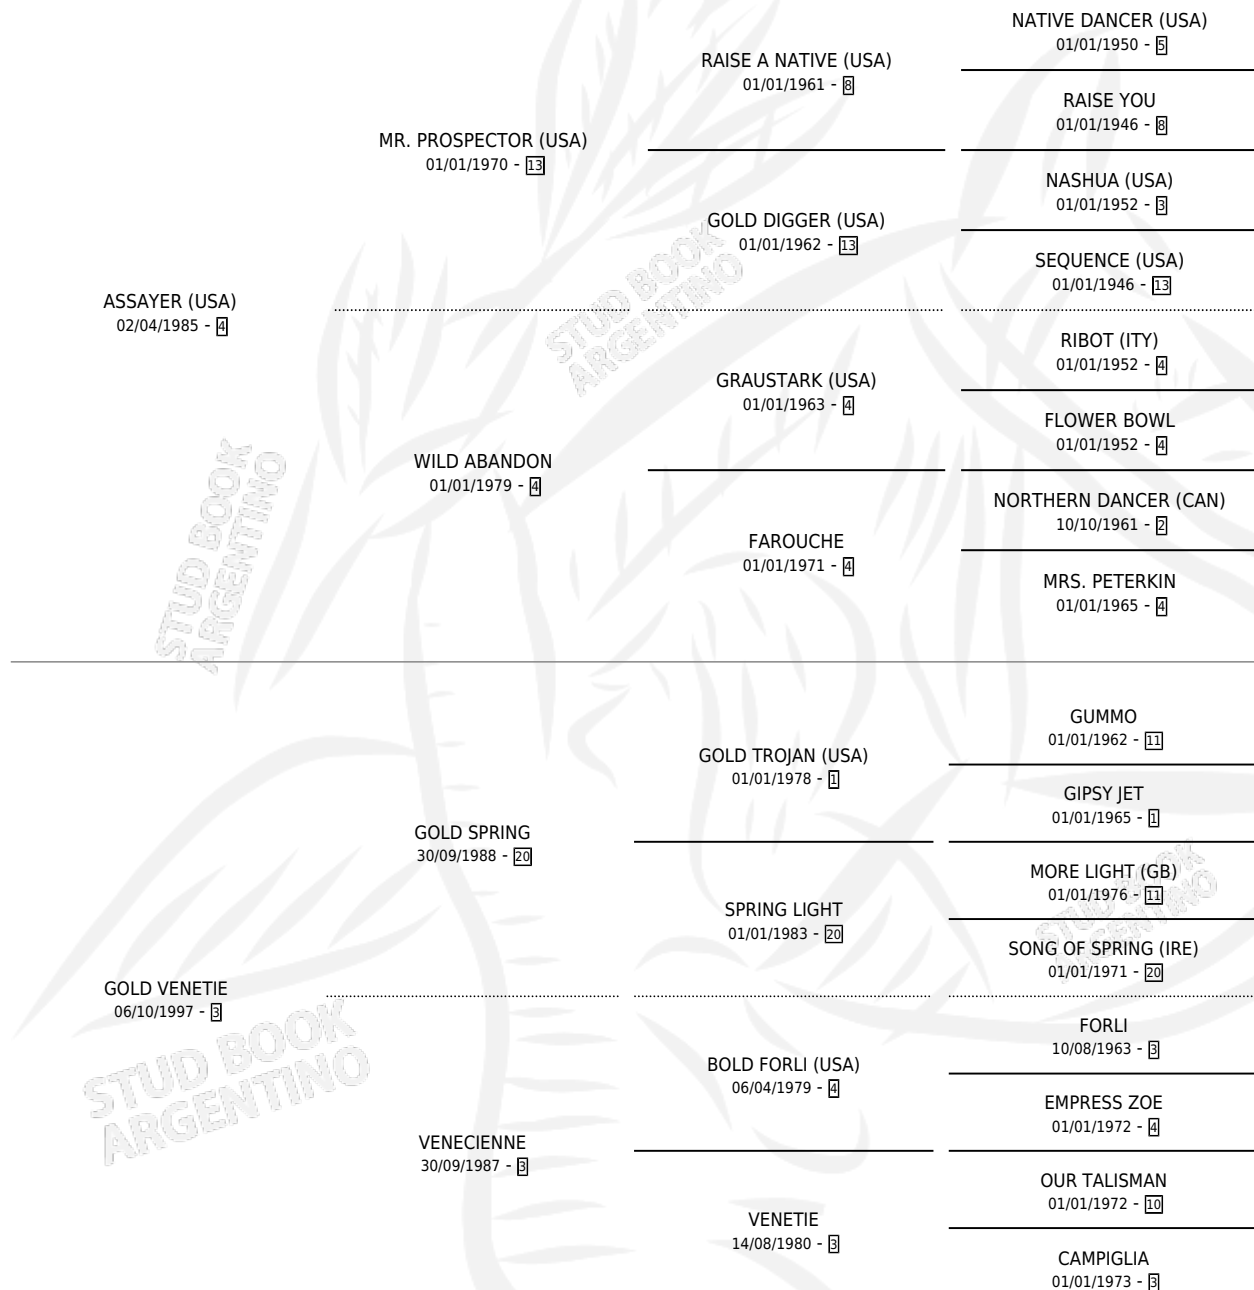 NATIVE DANCER (USA)
01/01/1950 - 5
RAISE A NATIVE (USA)
01/01/1961 - 8
RAISE YOU
01/01/1946 - 8
MR. PROSPECTOR (USA)
01/01/1970 - 13
NASHUA (USA)
01/01/1952 - 3
GOLD DIGGER (USA)
01/01/1962 - 13
SEQUENCE (USA)
01/01/1946 - 13
ASSAYER (USA)
02/04/1985 - 4
RIBOT (ITY)
01/01/1952 - 4
GRAUSTARK (USA)
01/01/1963 - 4
FLOWER BOWL
01/01/1952 - 4
WILD ABANDON
01/01/1979 - 4
NORTHERN DANCER (CAN)
10/10/1961 - 2
FAROUCHE
01/01/1971 - 4
MRS. PETERKIN
01/01/1965 - 4
GUMMO
01/01/1962 - 11
GOLD TROJAN (USA)
01/01/1978 - 1
GIPSY JET
01/01/1965 - 1
GOLD SPRING
30/09/1988 - 20
MORE LIGHT (GB)
01/01/1976 - 11
SPRING LIGHT
01/01/1983 - 20
SONG OF SPRING (IRE)
01/01/1971 - 20
GOLD VENETIE
06/10/1997 - 3
FORLI
10/08/1963 - 3
BOLD FORLI (USA)
06/04/1979 - 4
EMPRESS ZOE
01/01/1972 - 4
VENECIENNE
30/09/1987 - 3
OUR TALISMAN
01/01/1972 - 10
VENETIE
14/08/1980 - 3
CAMPIGLIA
01/01/1973 - 3
STUD BOOK
ARGENTINO
STUD BOOK
ARGENTINO
STUD BOOK
ARGENTINO
STUD BOOK
ARGENTINO